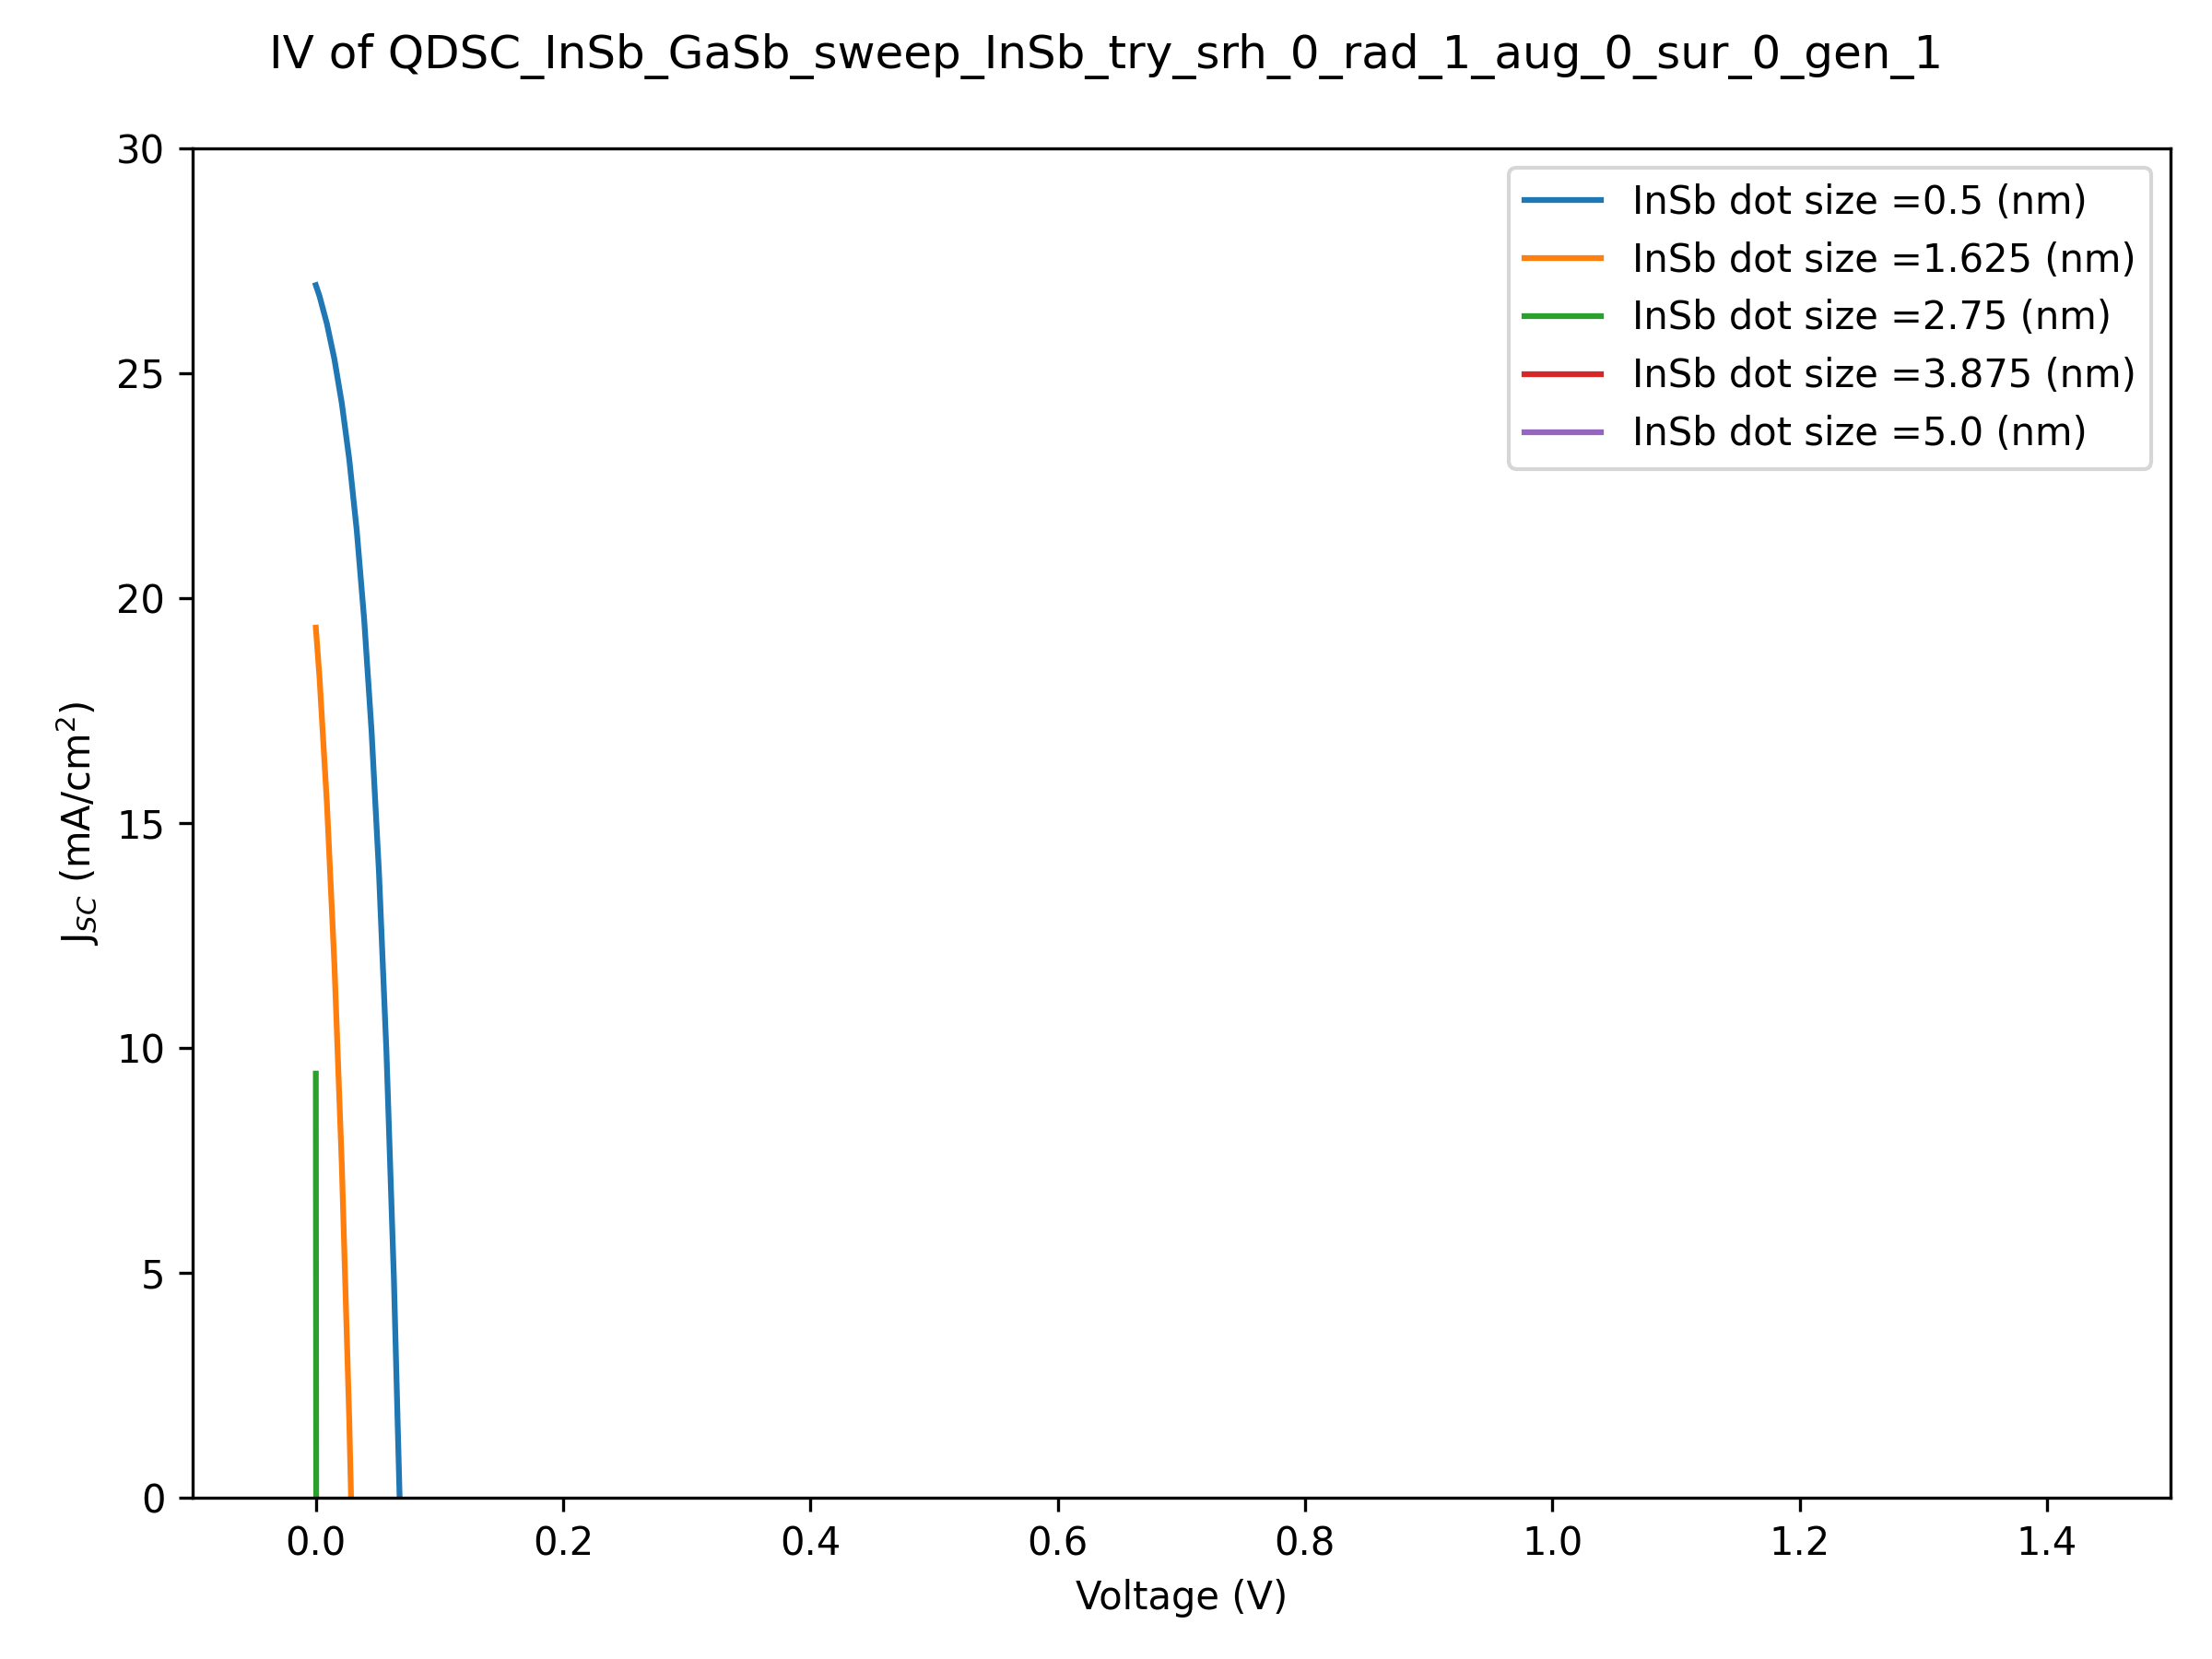 IV of QDSC_InSb_GaSb_sweep_InSb_try_srh_0_rad_1_aug_0_sur_0_gen_1
30
25
20
15
10
5
0
J_SC (mA/cm²)
InSb dot size =0.5 (nm)
InSb dot size =1.625 (nm)
InSb dot size =2.75 (nm)
InSb dot size =3.875 (nm)
InSb dot size =5.0 (nm)
0.0 0.2 0.4 0.6 0.8 1.0 1.2 1.4
Voltage (V)